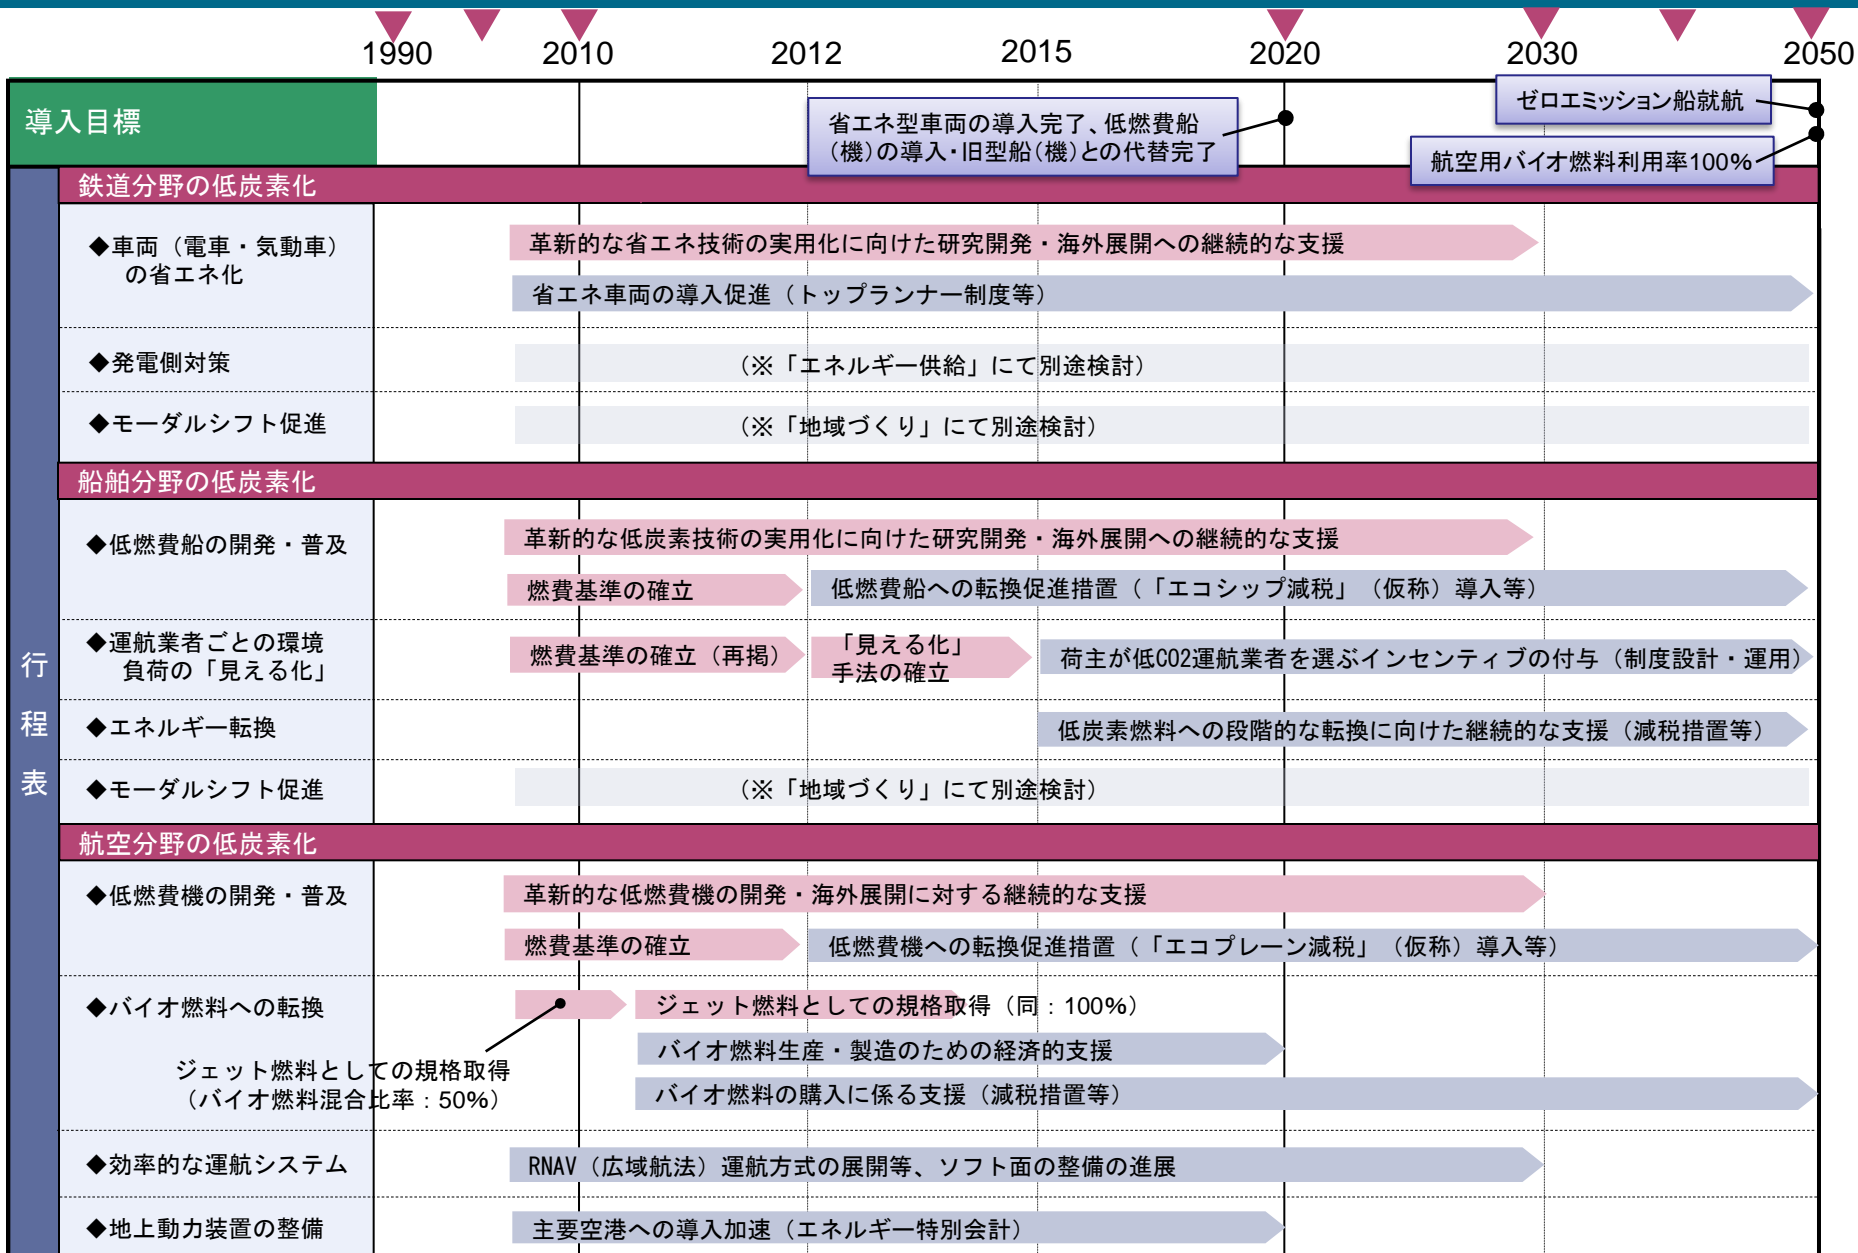 1990 2010 2012 2015 2020 2030 2050
導入目標
省エネ型車両の導入完了、低燃費船
(機)の導入・旧型船(機)との代替完了
ゼロエミッション船就航
航空用バイオ燃料利用率100%
行程表
鉄道分野の低炭素化
◆車両（電車・気動車）
の省エネ化
革新的な省エネ技術の実用化に向けた研究開発・海外展開への継続的な支援
省エネ車両の導入促進（トップランナー制度等）
◆発電側対策
（※「エネルギー供給」にて別途検討）
◆モーダルシフト促進
（※「地域づくり」にて別途検討）
船舶分野の低炭素化
◆低燃費船の開発・普及
革新的な低炭素技術の実用化に向けた研究開発・海外展開への継続的な支援
燃費基準の確立
低燃費船への転換促進措置（「エコシップ減税」（仮称）導入等）
◆運航業者ごとの環境
負荷の「見える化」
燃費基準の確立（再掲）
「見える化」
手法の確立
荷主が低CO2運航業者を選ぶインセンティブの付与（制度設計・運用）
◆エネルギー転換
低炭素燃料への段階的な転換に向けた継続的な支援（減税措置等）
◆モーダルシフト促進
（※「地域づくり」にて別途検討）
航空分野の低炭素化
◆低燃費機の開発・普及
革新的な低燃費機の開発・海外展開に対する継続的な支援
燃費基準の確立
低燃費機への転換促進措置（「エコプレーン減税」（仮称）導入等）
◆バイオ燃料への転換
ジェット燃料としての規格取得（同：100%）
バイオ燃料生産・製造のための経済的支援
ジェット燃料としての規格取得
（バイオ燃料混合比率：50%）
バイオ燃料の購入に係る支援（減税措置等）
◆効率的な運航システム
RNAV（広域航法）運航方式の展開等、ソフト面の整備の進展
◆地上動力装置の整備
主要空港への導入加速（エネルギー特別会計）